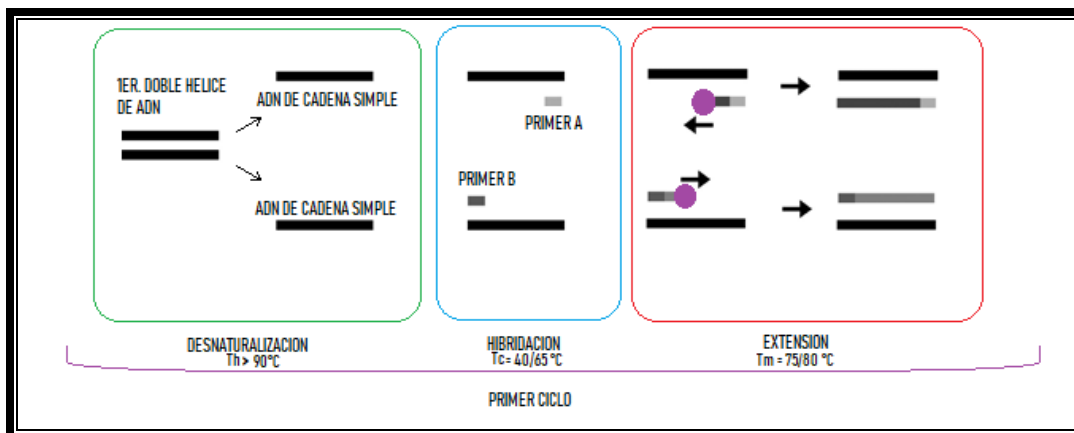 1ER. DOBLE HELICE
DE ADN
ADN DE CADENA SIMPLE
ADN DE CADENA SIMPLE
PRIMER A
PRIMER B
DESNATURALIZACION
Th > 90°C
HIBRIDACION
Tc= 40/65 °C
EXTENSION
Tm = 75/80 °C
PRIMER CICLO